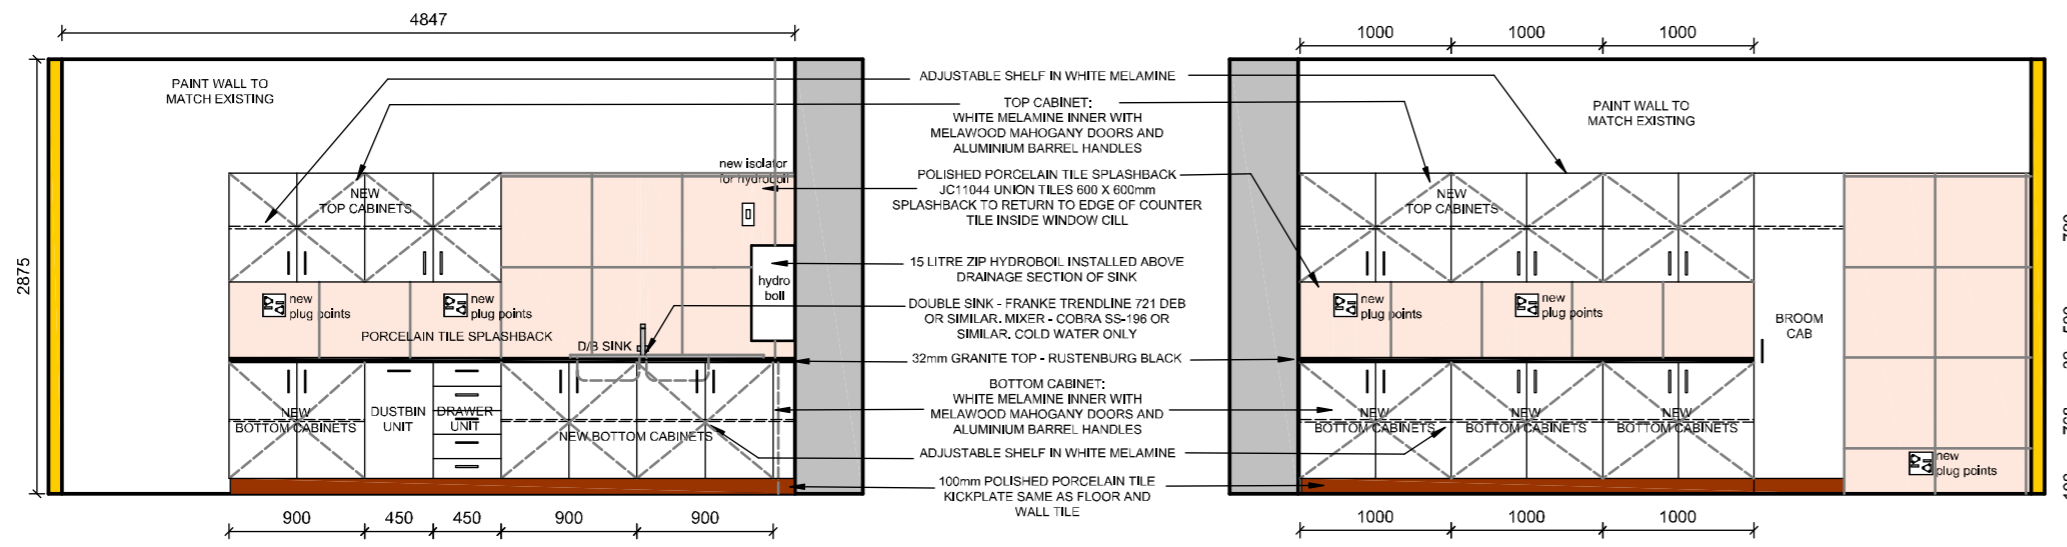 4847
2875
PAINT WALL TO
MATCH EXISTING
NEW
TOP CABINETS
new isolator
for hydroboil
hydro
boil
new
plug points
new
plug points
PORCELAIN TILE SPLASHBACK
D/B SINK
NEW
BOTTOM CABINETS
DUSTBIN
UNIT
DRAWER
UNIT
NEW BOTTOM CABINETS
900
450
450
900
900
ADJUSTABLE SHELF IN WHITE MELAMINE
TOP CABINET:
WHITE MELAMINE INNER WITH
MELAWOOD MAHOGANY DOORS AND
ALUMINIUM BARREL HANDLES
POLISHED PORCELAIN TILE SPLASHBACK
JC11044 UNION TILES 600 X 600mm
SPLASHBACK TO RETURN TO EDGE OF COUNTER
TILE INSIDE WINDOW CILL
15 LITRE ZIP HYDROBOIL INSTALLED ABOVE
DRAINAGE SECTION OF SINK
DOUBLE SINK - FRANKE TRENDLINE 721 DEB
OR SIMILAR. MIXER - COBRA SS-196 OR
SIMILAR. COLD WATER ONLY
32mm GRANITE TOP - RUSTENBURG BLACK
BOTTOM CABINET:
WHITE MELAMINE INNER WITH
MELAWOOD MAHOGANY DOORS AND
ALUMINIUM BARREL HANDLES
ADJUSTABLE SHELF IN WHITE MELAMINE
100mm POLISHED PORCELAIN TILE
KICKPLATE SAME AS FLOOR AND
WALL TILE
1000
1000
1000
PAINT WALL TO
MATCH EXISTING
NEW
TOP CABINETS
new
plug points
new
plug points
BROOM
CAB
NEW
BOTTOM CABINETS
NEW
BOTTOM CABINETS
NEW
BOTTOM CABINETS
new
plug points
1000
1000
1000